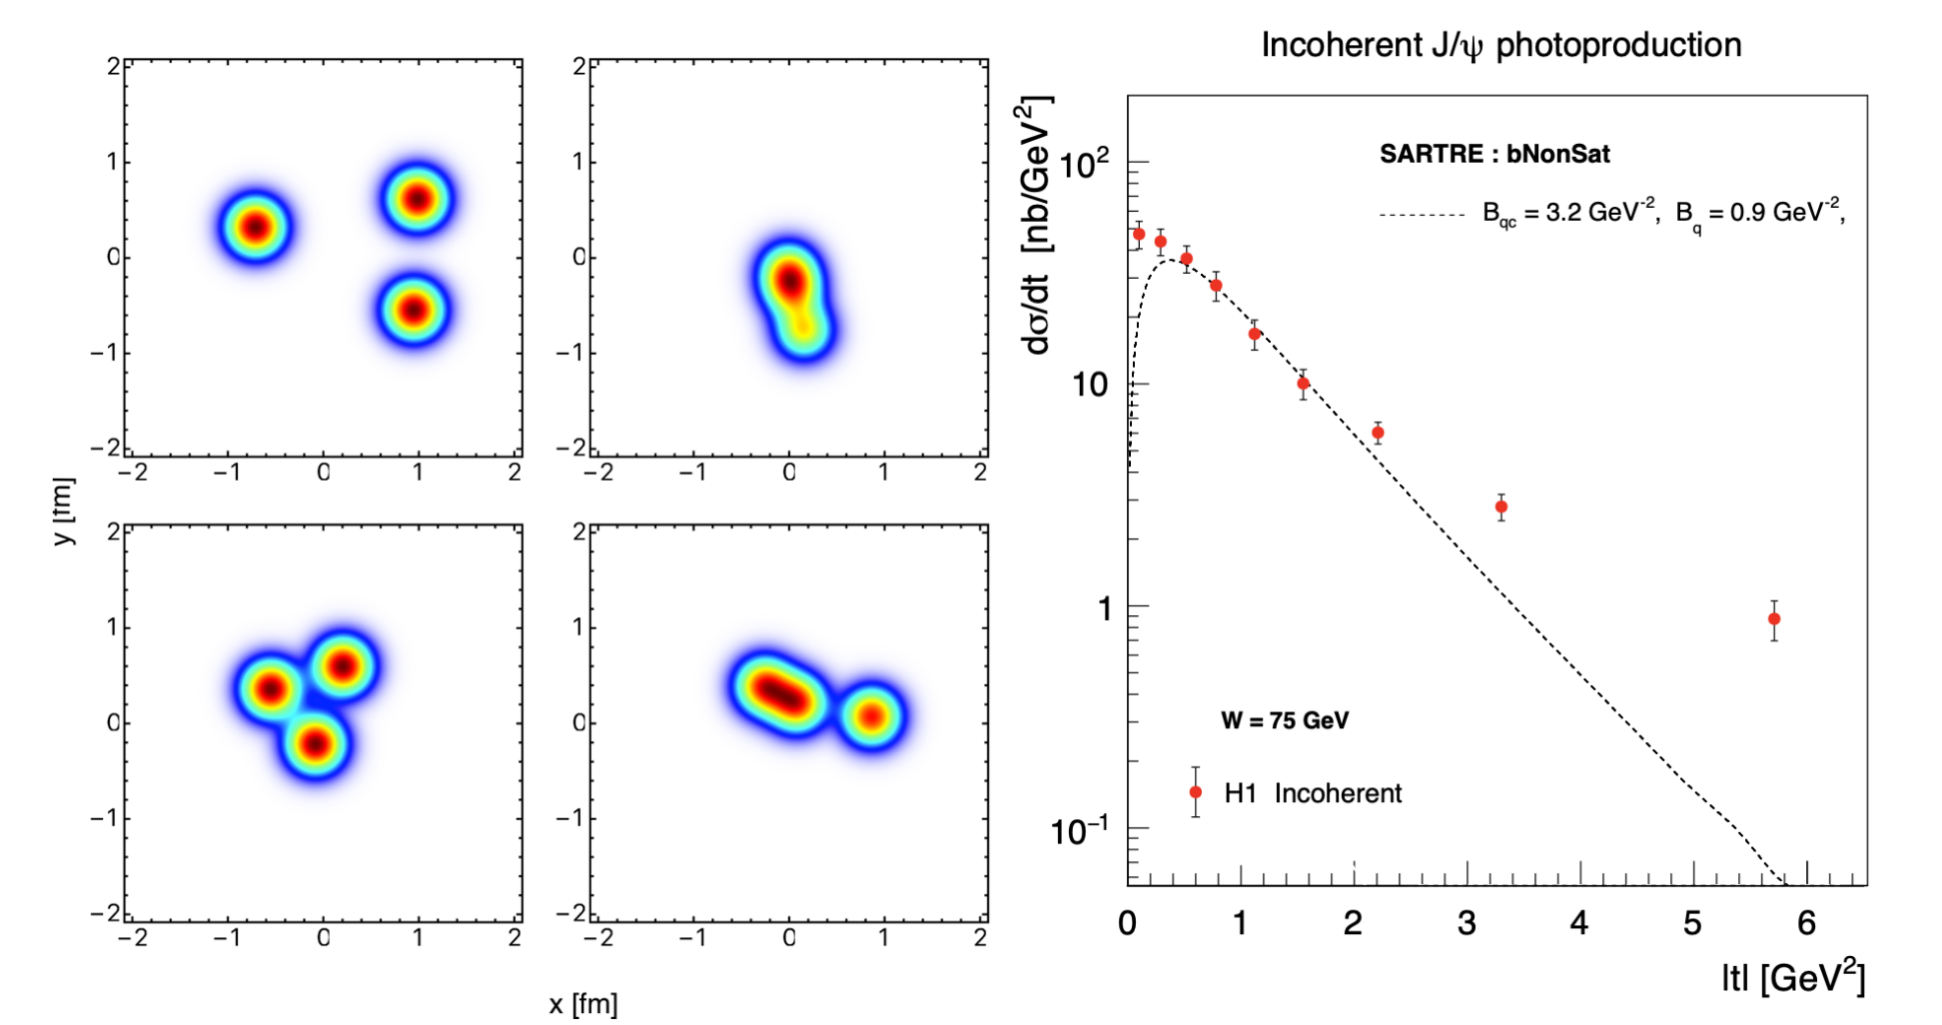 2
1
0
−1
−2
−2 −1 0 1 2
2
1
0
−1
−2
−2 −1 0 1 2
y [fm]
2
1
0
−1
−2
−2 −1 0 1 2
2
1
0
−1
−2
−2 −1 0 1 2
x [fm]
Incoherent J/ψ photoproduction
dσ/dt [nb/GeV²]
10²
10
1
10⁻¹
SARTRE : bNonSat
B_qc = 3.2 GeV⁻², B_q = 0.9 GeV⁻²,
W = 75 GeV
H1 Incoherent
0 1 2 3 4 5 6
|t| [GeV²]